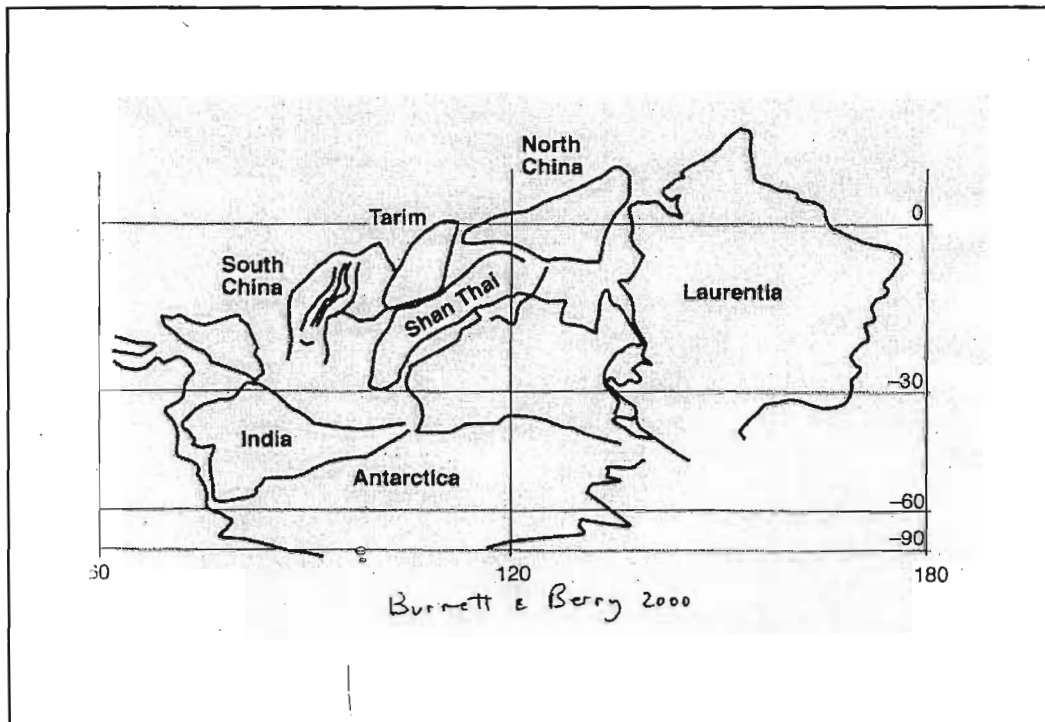 North
China
Tarim
0
South
China
Shan Thai
Laurentia
-30
India
Antarctica
-60
-90
120
180
Burrett & Berry 2000